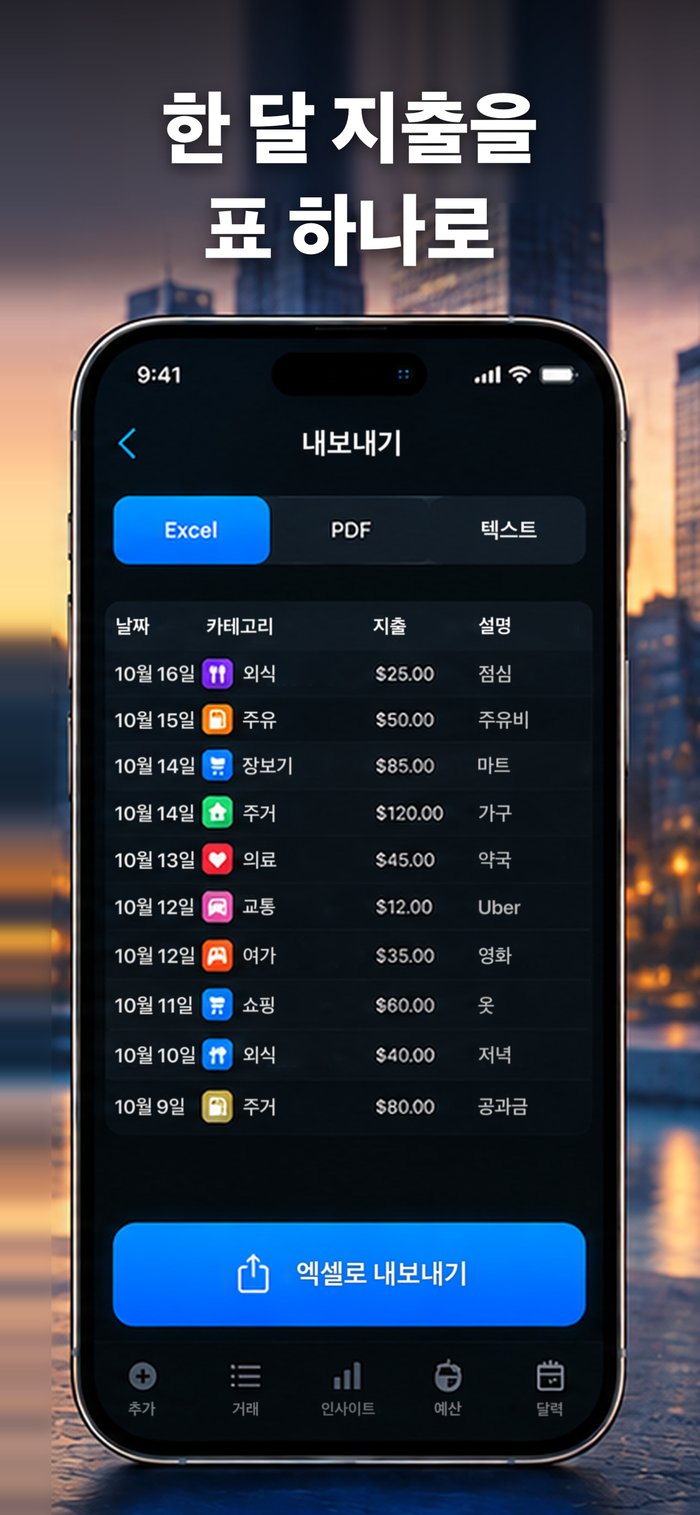 한 달 지출을
표 하나로
9:41
내보내기
Excel PDF 텍스트
날짜 카테고리 지출 설명
10월 16일 외식 $25.00 점심
10월 15일 주유 $50.00 주유비
10월 14일 장보기 $85.00 마트
10월 14일 주거 $120.00 가구
10월 13일 의료 $45.00 약국
10월 12일 교통 $12.00 Uber
10월 12일 여가 $35.00 영화
10월 11일 쇼핑 $60.00 옷
10월 10일 외식 $40.00 저녁
10월 9일 주거 $80.00 공과금
엑셀로 내보내기
추가 거래 인사이트 예산 달력